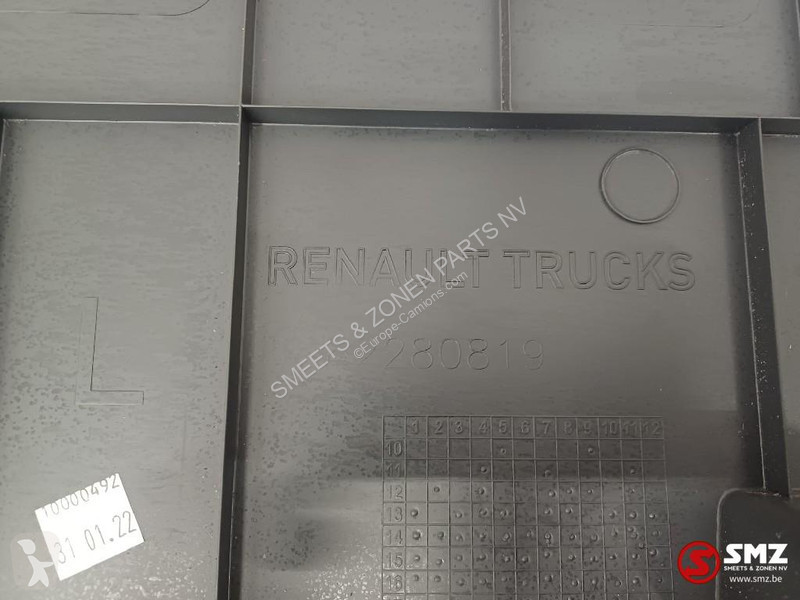 RENAULT TRUCKS
280819
L
SMEETS & ZONEN PARTS NV
©Europe-Camions.com
10000492
31 01.22
1 2 3 4 5 6 7 8 9 10 11 12
10
11
12
13
14
15
16
SMZ
SMEETS & ZONEN NV
www.smz.be